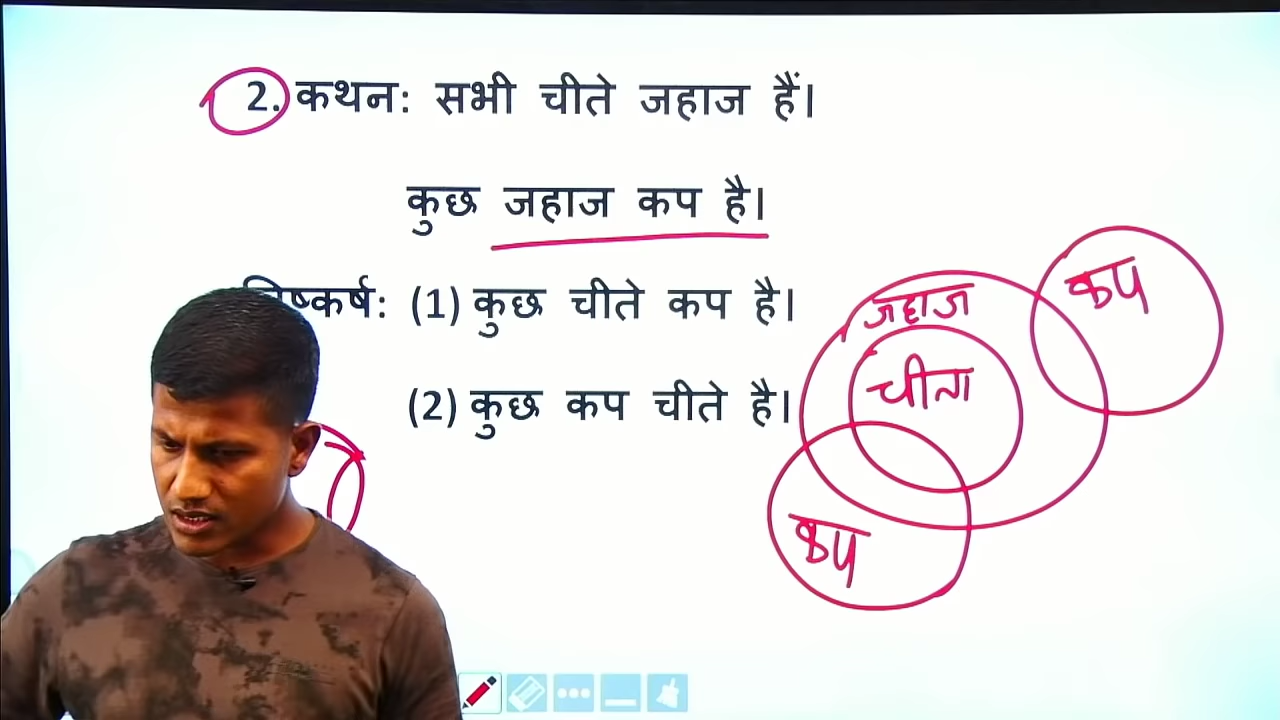 2. कथन: सभी चीते जहाज हैं।
कुछ जहाज कप है।
निष्कर्ष: (1) कुछ चीते कप है।
(2) कुछ कप चीते है।
जहाज
कप
चीता
कप